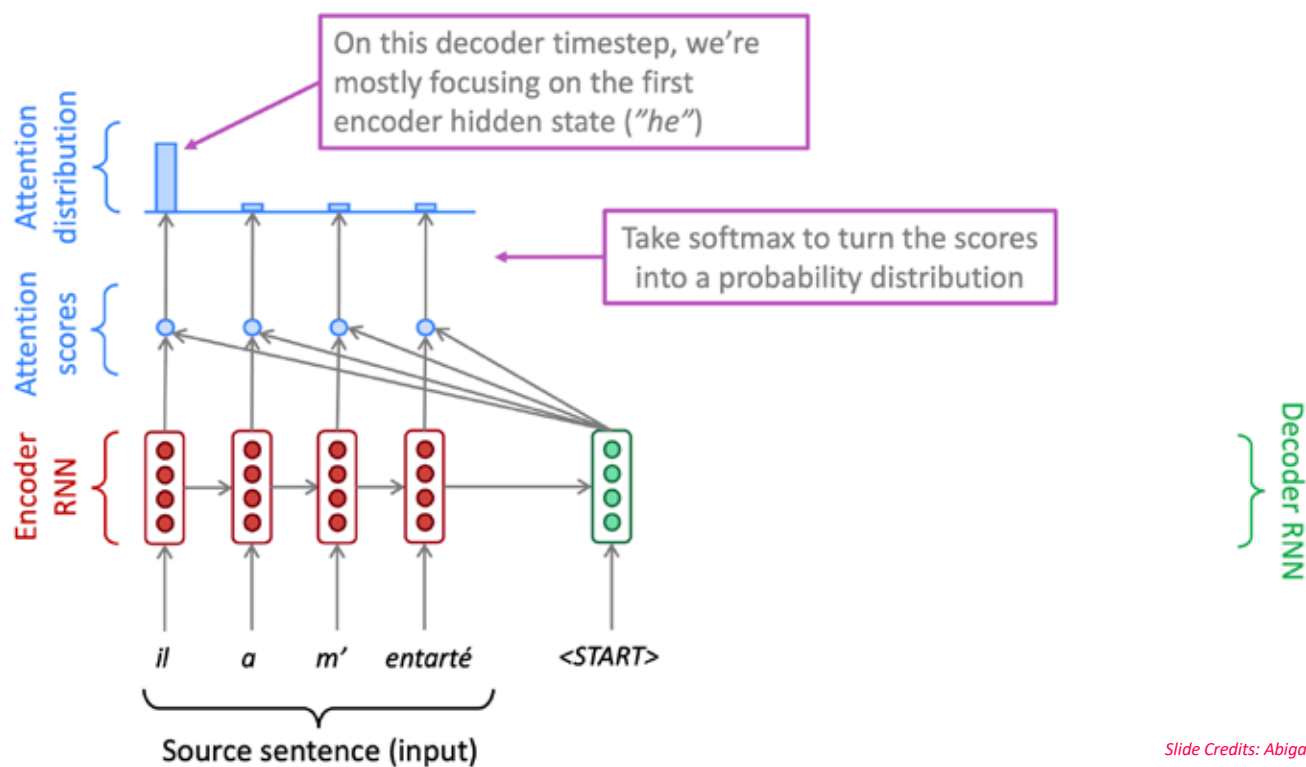 On this decoder timestep, we're
mostly focusing on the first
encoder hidden state ("he")
Attention
distribution
Take softmax to turn the scores
into a probability distribution
Attention
scores
Encoder
RNN
Decoder RNN
il a m' entarté <START>
Source sentence (input)
Slide Credits: Abiga